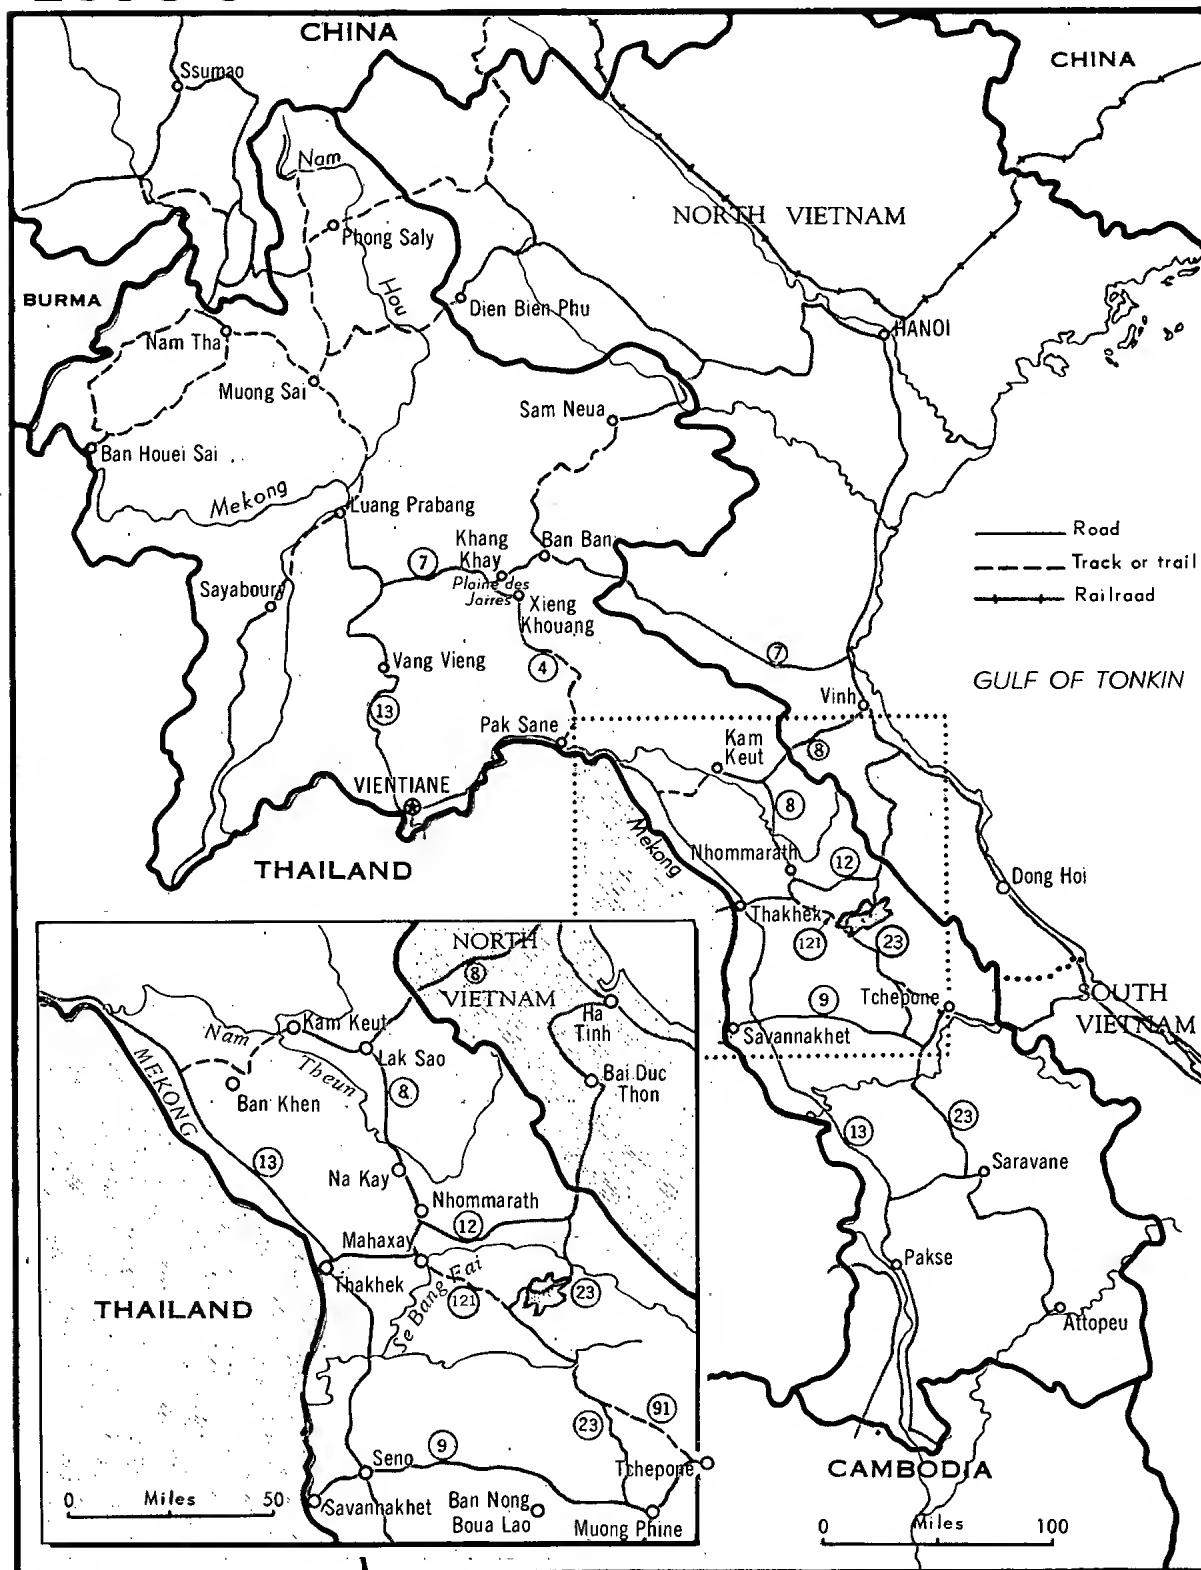 CHINA
CHINA
Ssumao
Nam
NORTH VIETNAM
Phong Saly
Hou
BURMA
Dien Bien Phu
HANOI
Nam Tha
Muong Sai
Sam Neua
Ban Houei Sai
Mekong
Luang Prabang
Road
Track or trail
Railraad
Khang
Khay
Ban Ban
7
Plaine des
Jarres
Sayaboury
Xieng
Khouang
Vang Vieng
4
7
GULF OF TONKIN
13
Vinh
Pak Sane
Kam
Keut
8
VIENTIANE
8
Mekong
Nhommarath
12
THAILAND
Dong Hoi
Thakhek
121
23
9
Tchepone
SOUTH
VIETNAM
Savannakhet
13
23
Saravane
Pakse
Attopeu
CAMBODIA
0 Miles 100
NORTH
VIETNAM
8
Ha
Tinh
Nam
Kam Keut
Lak Sao
MEKONG
Theun
Bai Duc
Thon
Ban Khen
8
13
Na Kay
Nhommarath
12
Mahaxay
Thakhek
Se Bang Fai
121
23
THAILAND
91
23
9
Seno
Tchepone
Savannakhet
Ban Nong
Boua Lao
Muong Phine
0 Miles 50